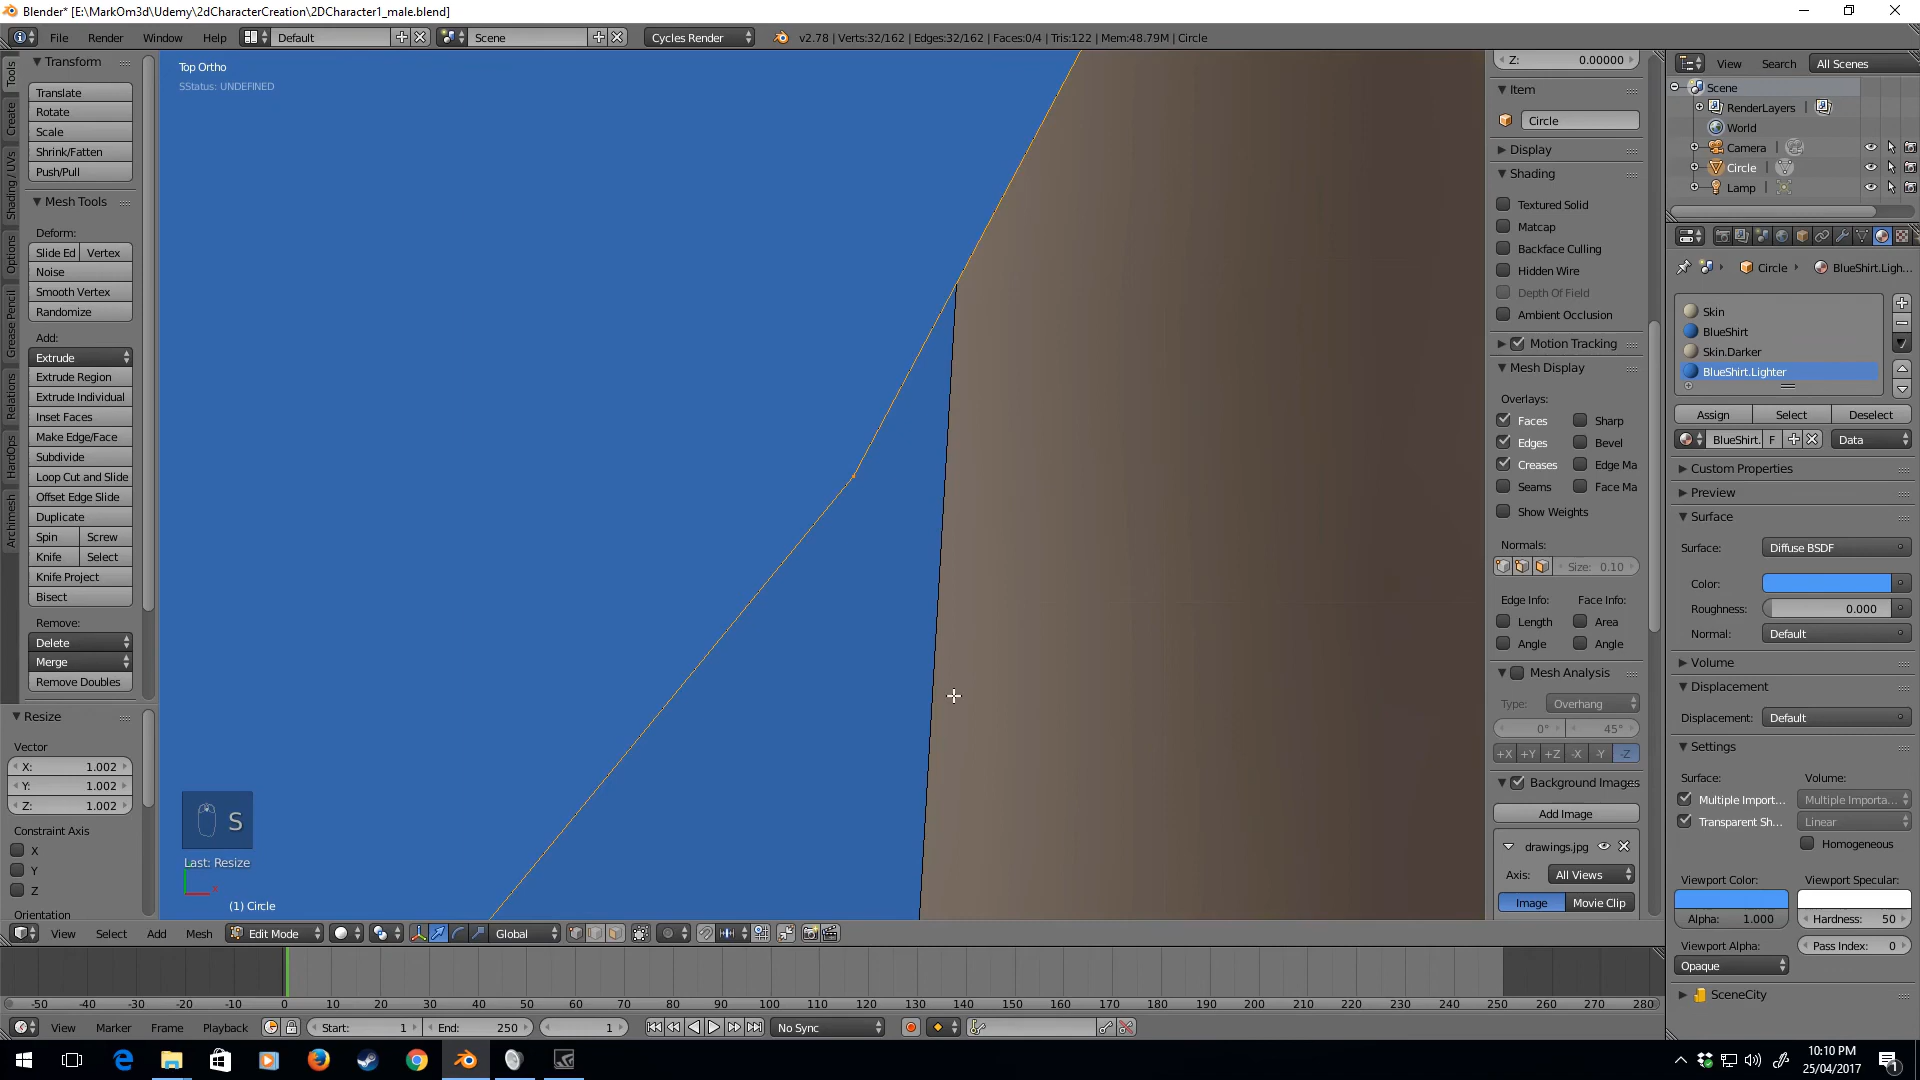 Blender* [E:\MarkOm3d\Udemy\2dCharacterCreation\2DCharacter1_male.blend]
File Render Window Help Default Scene Cycles Render v2.78 | Verts:32/162 | Edges:32/162 | Faces:0/4 | Tris:122 | Mem:48.79M | Circle
Tools
Create
Shading / UVs
Options
Grease Pencil
Relations
HardOps
Archimesh
Transform
Translate
Rotate
Scale
Shrink/Fatten
Push/Pull
Mesh Tools
Deform:
Slide Ed Vertex
Noise
Smooth Vertex
Randomize
Add:
Extrude
Extrude Region
Extrude Individual
Inset Faces
Make Edge/Face
Subdivide
Loop Cut and Slide
Offset Edge Slide
Duplicate
Spin Screw
Knife Select
Knife Project
Bisect
Remove:
Delete
Merge
Remove Doubles
Resize
Vector
X: 1.002
Y: 1.002
Z: 1.002
Constraint Axis
X
Y
Z
Orientation
Top Ortho
SStatus: UNDEFINED
S
Last: Resize
x
(1) Circle
Z: 0.00000
Item
Circle
Display
Shading
Textured Solid
Matcap
Backface Culling
Hidden Wire
Depth Of Field
Ambient Occlusion
Motion Tracking
Mesh Display
Overlays:
Faces Sharp
Edges Bevel
Creases Edge Ma
Seams Face Ma
Show Weights
Normals:
Size: 0.10
Edge Info: Face Info:
Length Area
Angle Angle
Mesh Analysis
Type: Overhang
0° 45°
+X +Y +Z -X -Y -Z
Background Images
Add Image
drawings.jpg
Axis: All Views
Image Movie Clip
View Search All Scenes
Scene
RenderLayers |
World
Camera |
Circle |
Lamp |
Circle BlueShirt.Ligh...
Skin
BlueShirt
Skin.Darker
BlueShirt.Lighter
Assign Select Deselect
BlueShirt. F Data
Custom Properties
Preview
Surface
Surface: Diffuse BSDF
Color:
Roughness: 0.000
Normal: Default
Volume
Displacement
Displacement: Default
Settings
Surface: Volume:
Multiple Import... Multiple Importa...
Transparent Sh... Linear
Homogeneous
Viewport Color: Viewport Specular:
Alpha: 1.000 Hardness: 50
Viewport Alpha: Pass Index: 0
Opaque
SceneCity
View Select Add Mesh Edit Mode Global
-50 -40 -30 -20 -10 0 10 20 30 40 50 60 70 80 90 100 110 120 130 140 150 160 170 180 190 200 210 220 230 240 250 260 270 280
View Marker Frame Playback Start: 1 End: 250 1 No Sync
10:10 PM
25/04/2017
1